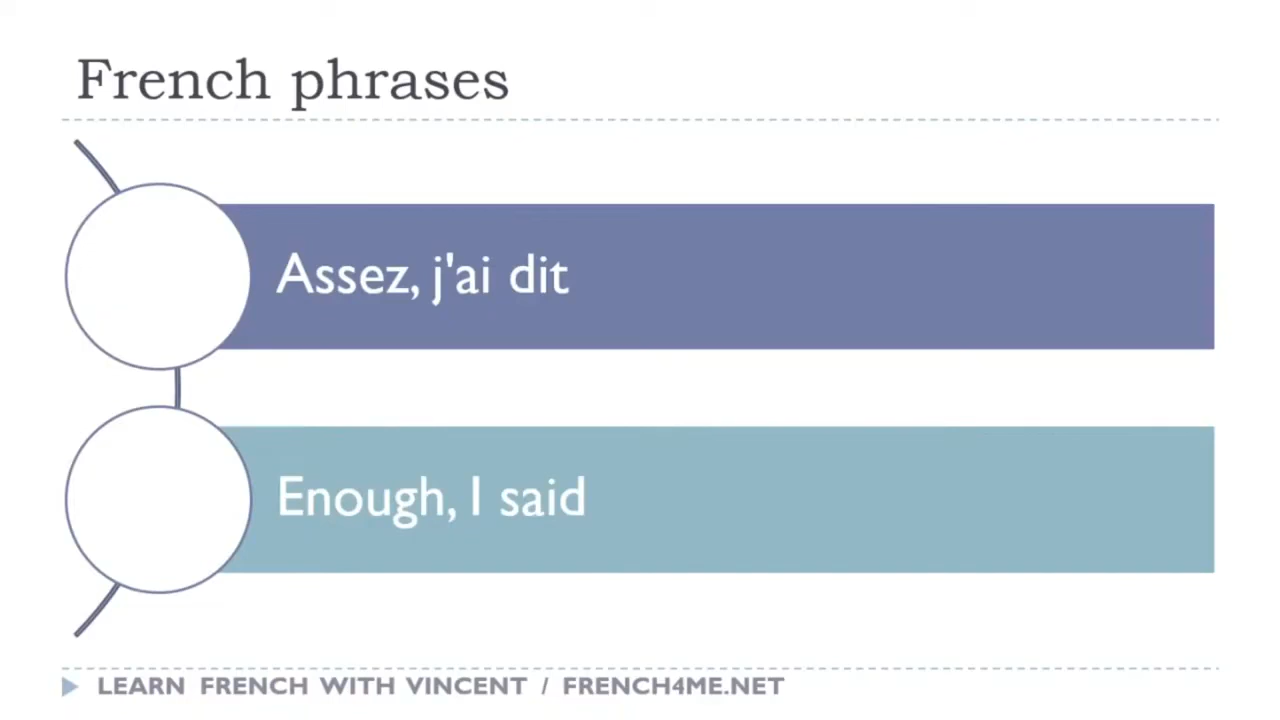 French phrases
Assez, j'ai dit
Enough, I said
LEARN FRENCH WITH VINCENT / FRENCH4ME.NET